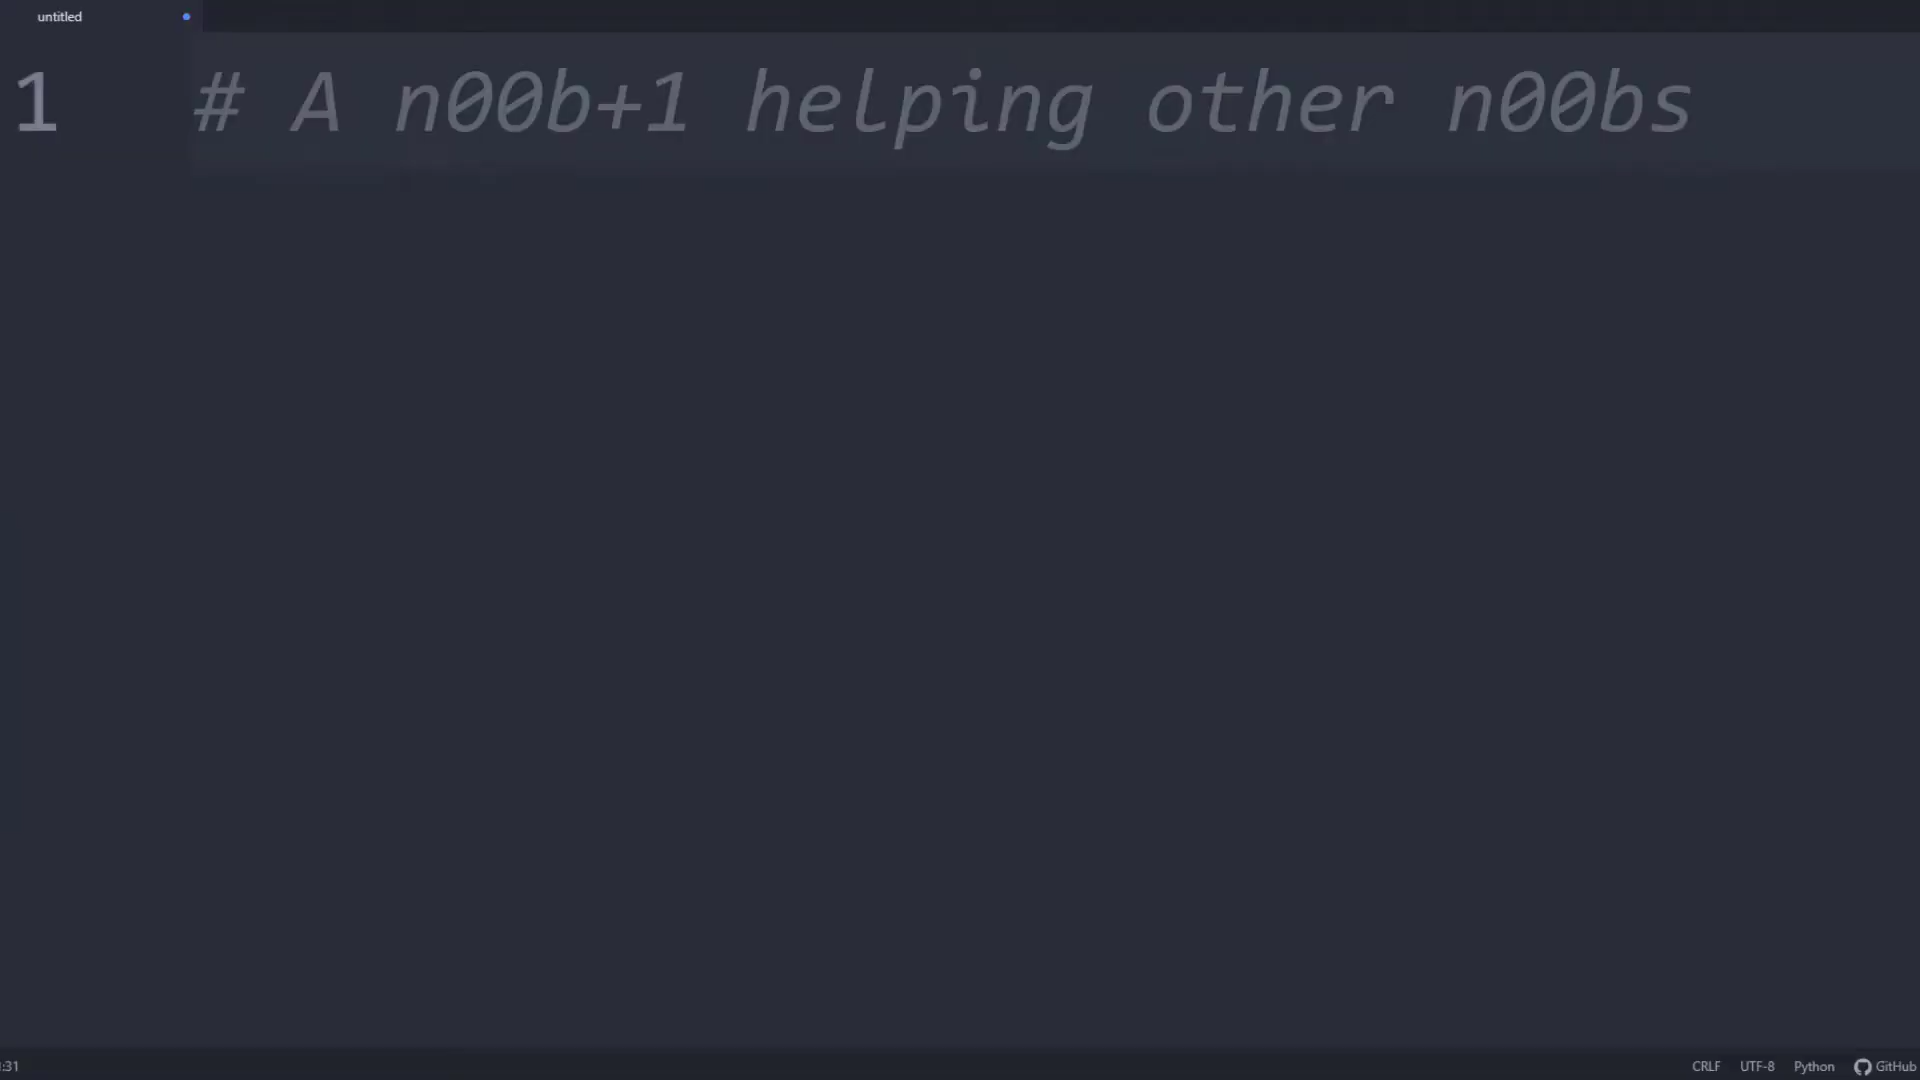 untitled
1 # A n00b+1 helping other n00bs
:31 CRLF UTF-8 Python GitHub